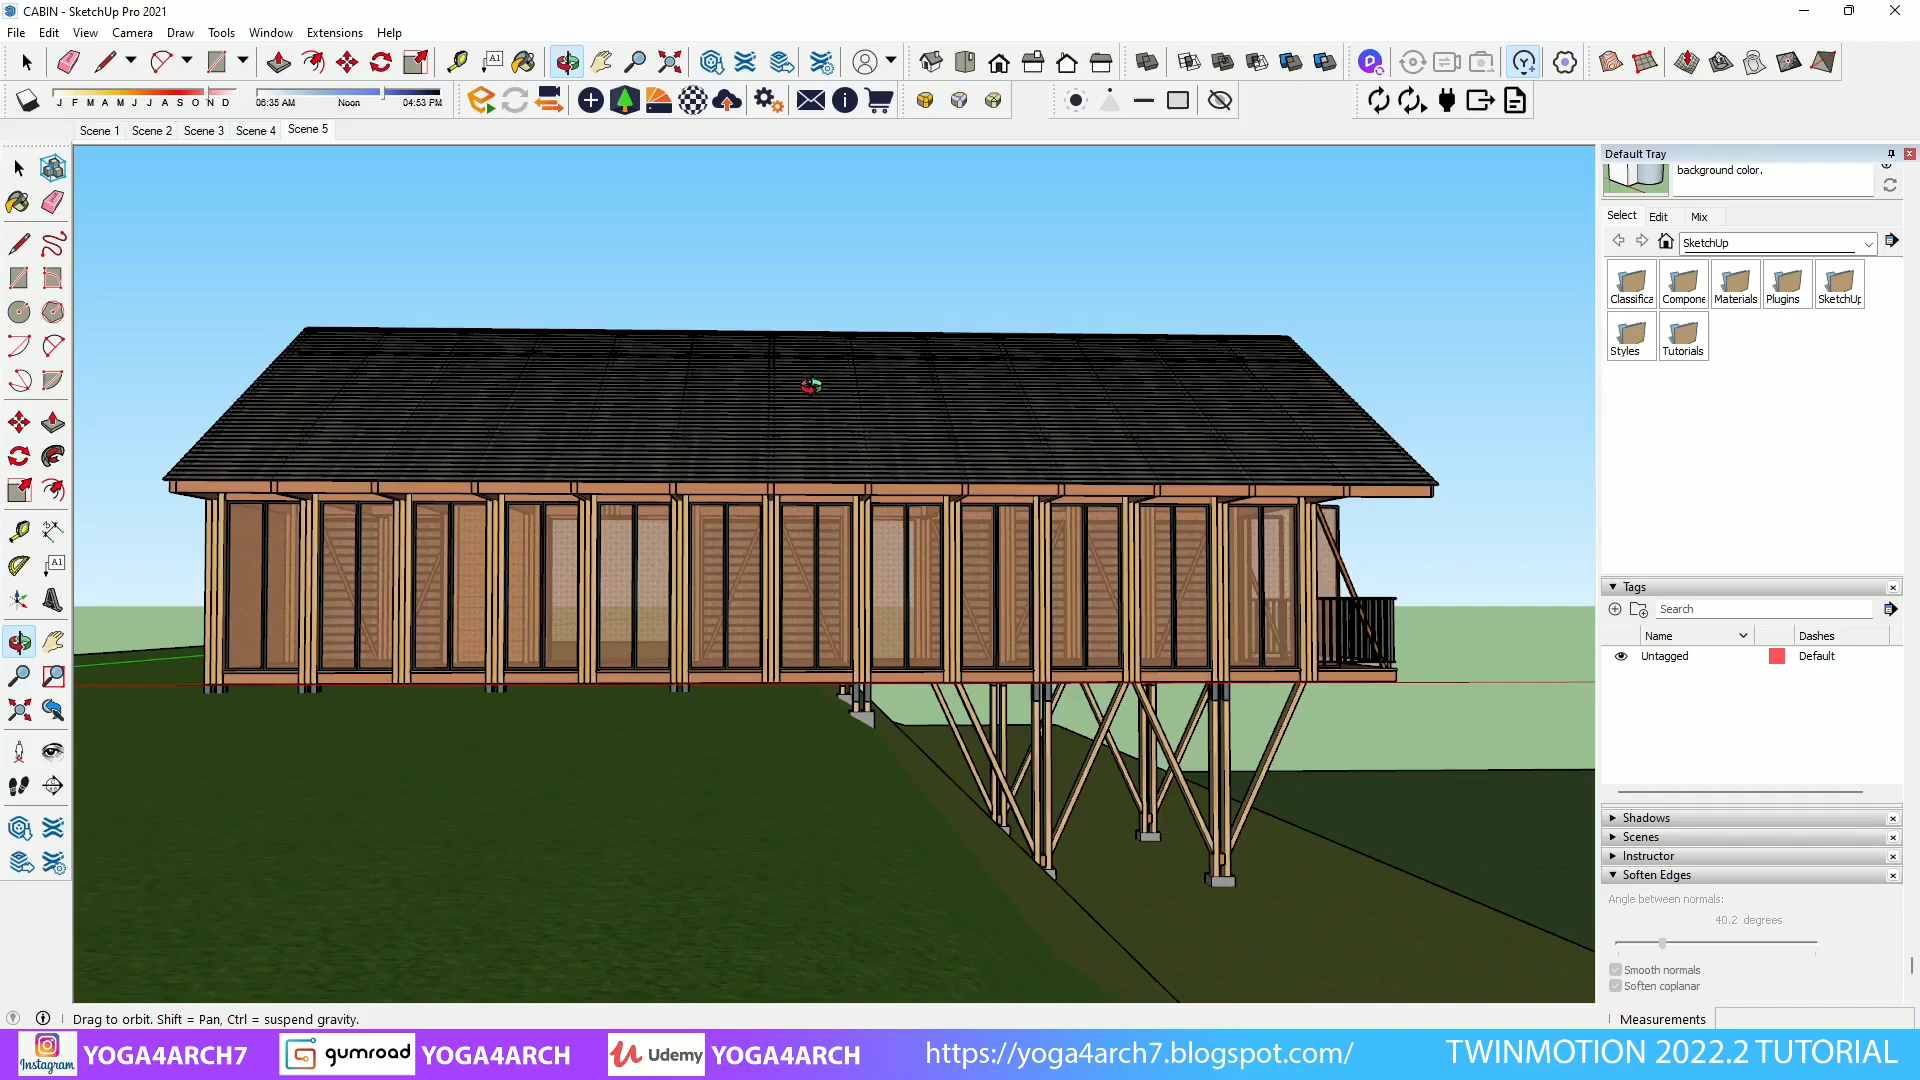 CABIN - SketchUp Pro 2021
File Edit View Camera Draw Tools Window Extensions Help
A1
J F M A M J J A S O N D 06:35 AM Noon 04:53 PM
Scene 1 Scene 2 Scene 3 Scene 4 Scene 5
Default Tray
background color.
Select Edit Mix
SketchUp
Classifica Compone Materials Plugins SketchUp
Styles Tutorials
A1
Tags
Search
Name Dashes
Untagged Default
Shadows
Scenes
Instructor
Soften Edges
Angle between normals:
40.2 degrees
Smooth normals
Soften coplanar
Drag to orbit. Shift = Pan, Ctrl = suspend gravity.
Measurements
Instagram YOGA4ARCH7 gumroad YOGA4ARCH Udemy YOGA4ARCH https://yoga4arch7.blogspot.com/ TWINMOTION 2022.2 TUTORIAL